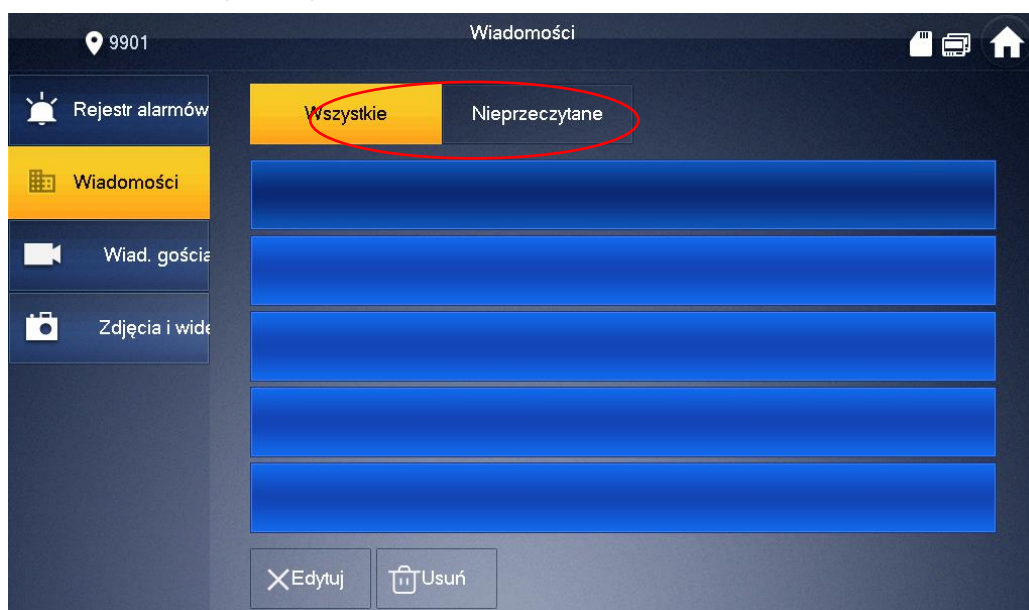 9901
Wiadomości
Rejestr alarmów
Wszystkie
Nieprzeczytane
Wiadomości
Wiad. gościa
Zdjęcia i wide
Edytuj
Usuń